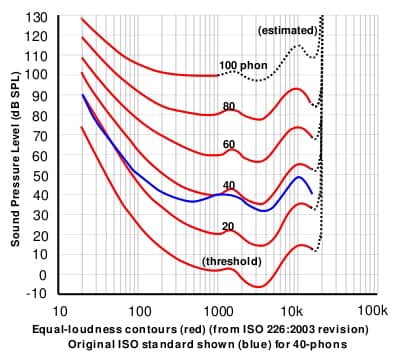 130
120
110
100
90
80
70
60
50
40
30
20
10
0
-10
Sound Pressure Level (dB SPL)
(estimated)
100 phon
80
60
40
20
(threshold)
10 100 1000 10k 100k
Equal-loudness contours (red) (from ISO 226:2003 revision)
Original ISO standard shown (blue) for 40-phons